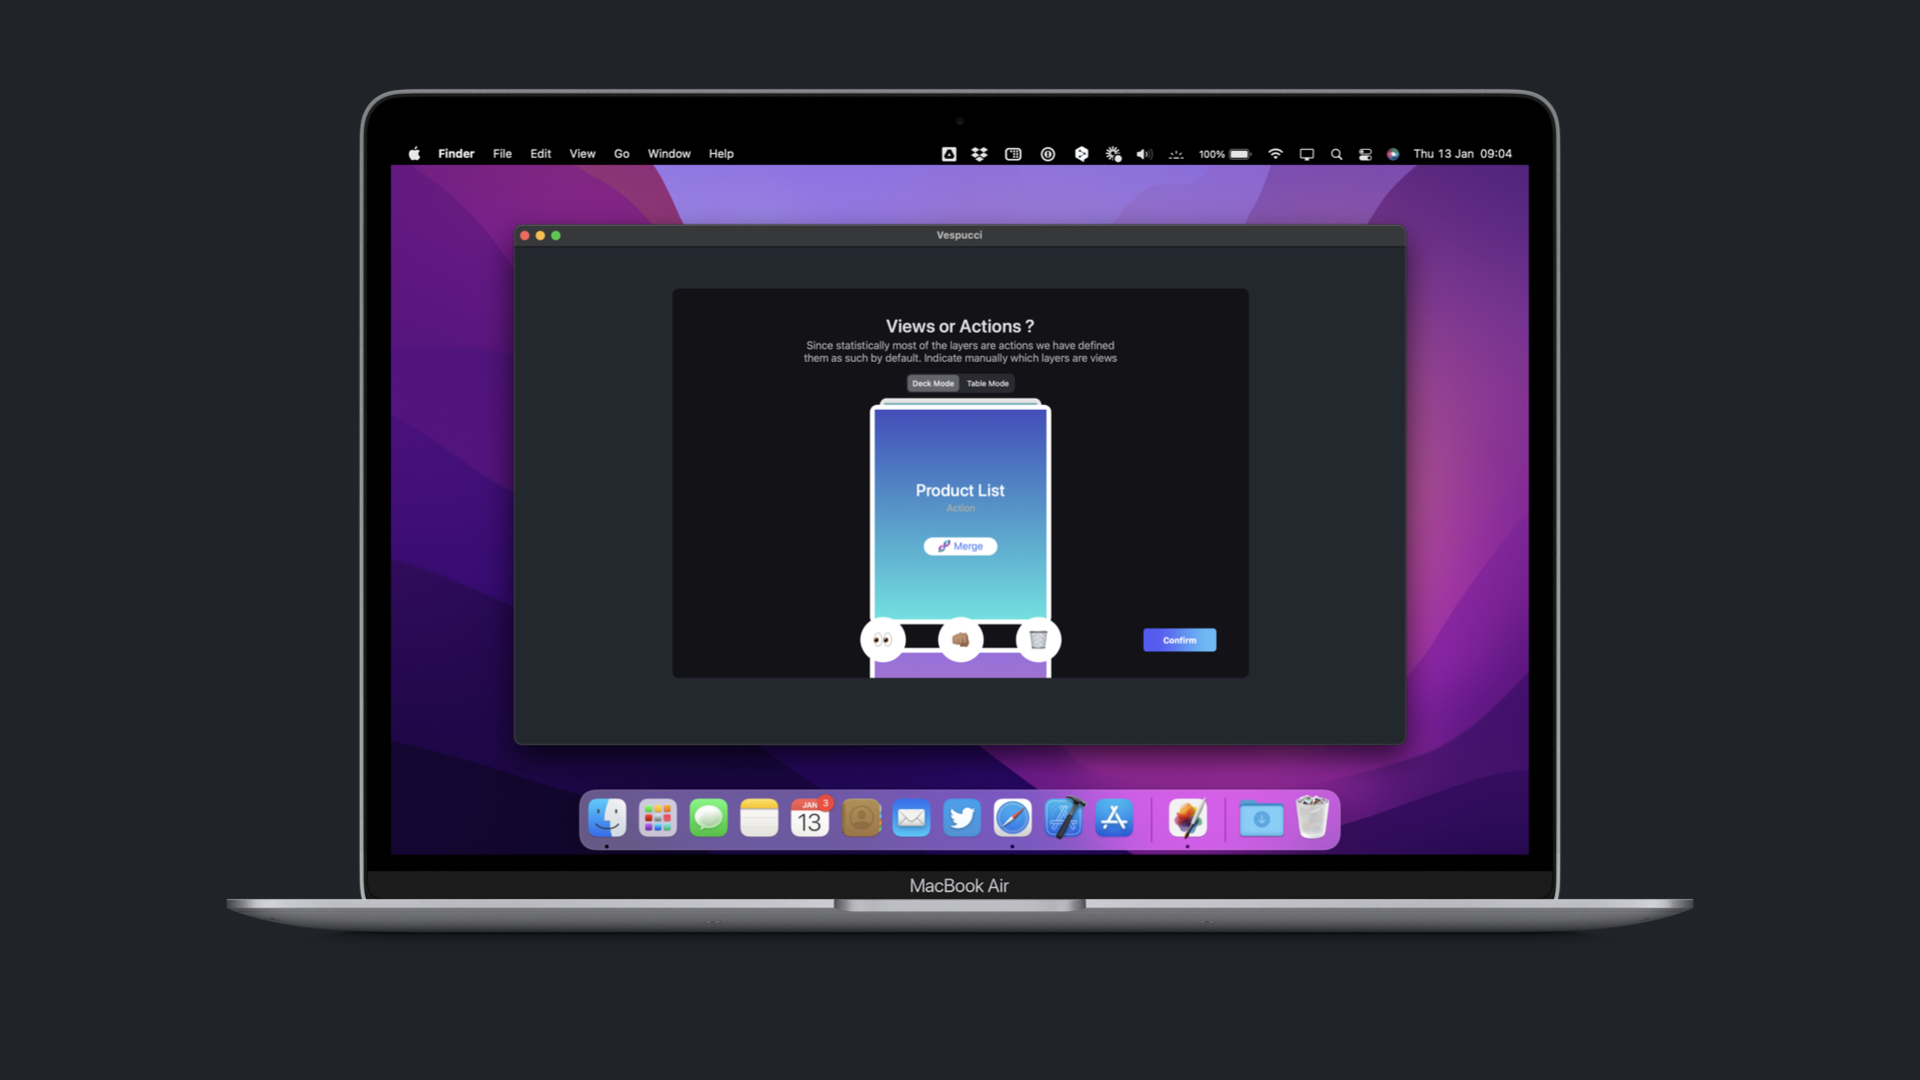 Finder File Edit View Go Window Help 100% Thu 13 Jan 09:04
Vespucci
Views or Actions ?
Since statistically most of the layers are actions we have defined
them as such by default. Indicate manually which layers are views
Deck Mode Table Mode
Product List
Action
Merge
Confirm
JAN 3
13
MacBook Air